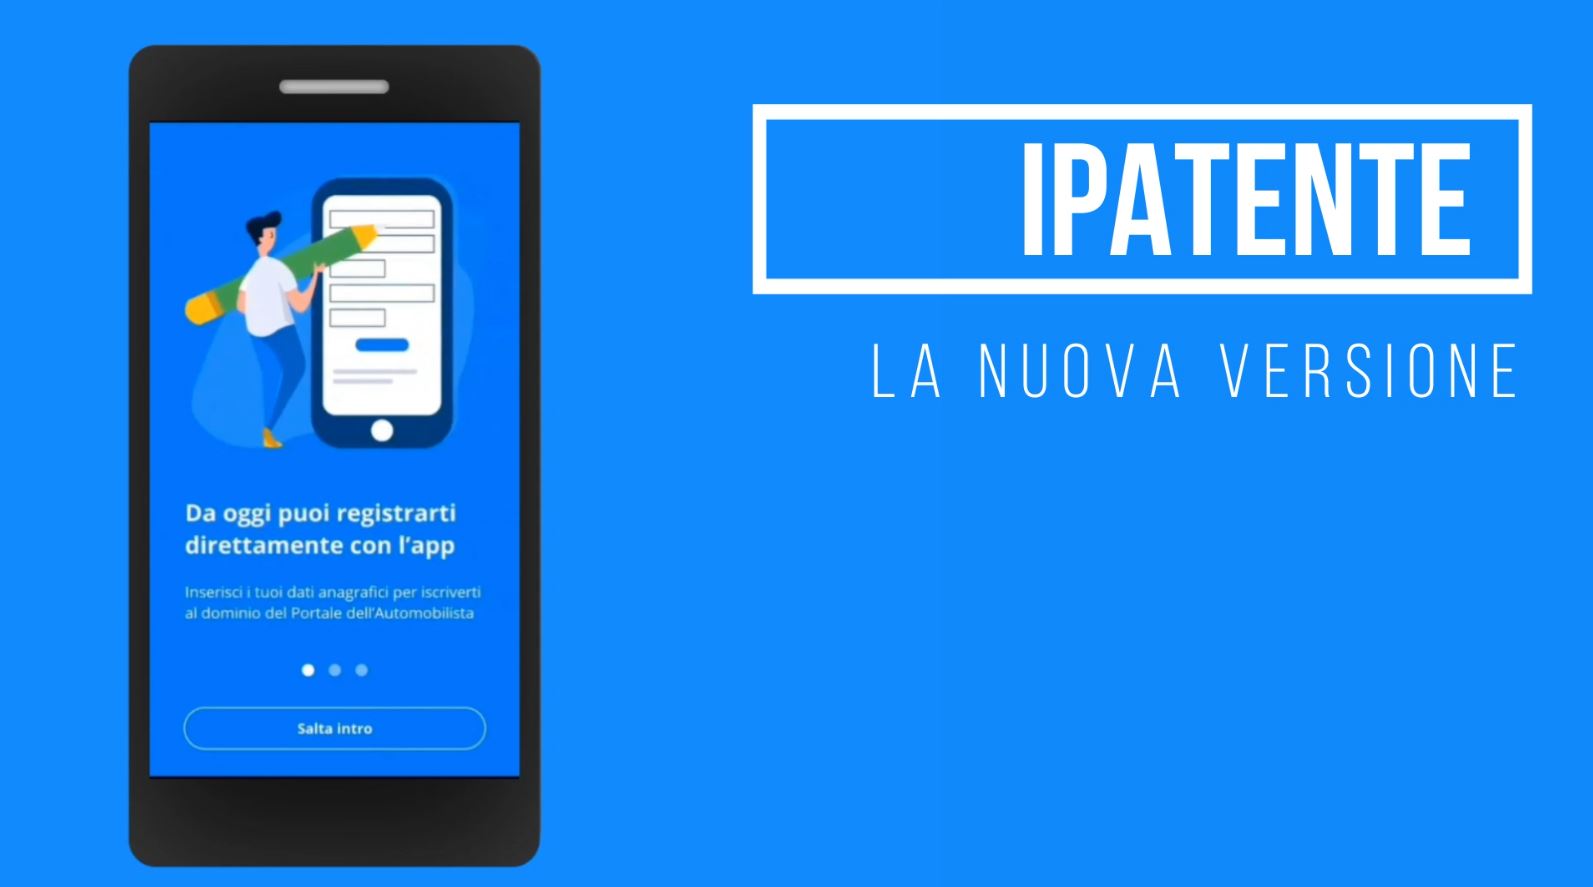 IPATENTE
LA NUOVA VERSIONE
Da oggi puoi registrarti
direttamente con l'app
Inserisci i tuoi dati anagrafici per iscriverti
al dominio del Portale dell'Automobilista
Salta intro